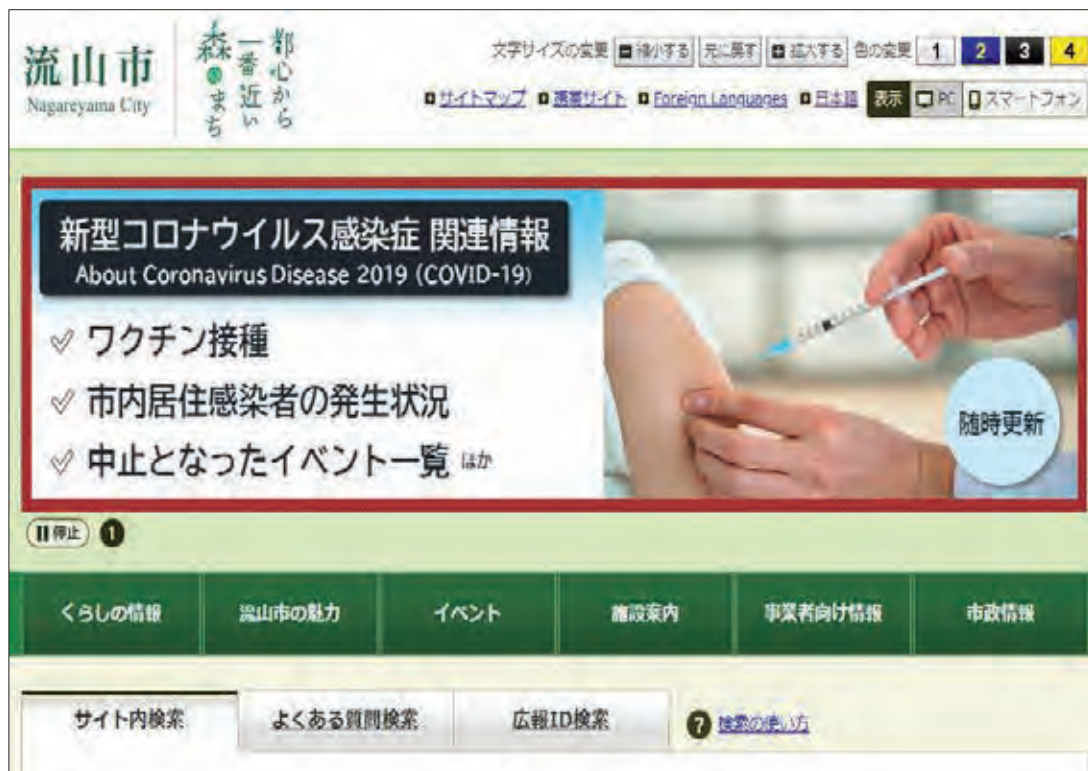 流山市
Nagareyama City
都心から
一番近い
森のまち
文字サイズの変更 縮小する 元に戻す 拡大する 色の変更 1 2 3 4
サイトマップ 携帯サイト Foreign Languages 日本語 表示 PC スマートフォン
新型コロナウイルス感染症 関連情報
About Coronavirus Disease 2019 (COVID-19)
ワクチン接種
市内居住感染者の発生状況
中止となったイベント一覧 ほか
随時更新
停止 1
くらしの情報 流山市の魅力 イベント 施設案内 事業者向け情報 市政情報
サイト内検索 よくある質問検索 広報ID検索 ? 検索の使い方